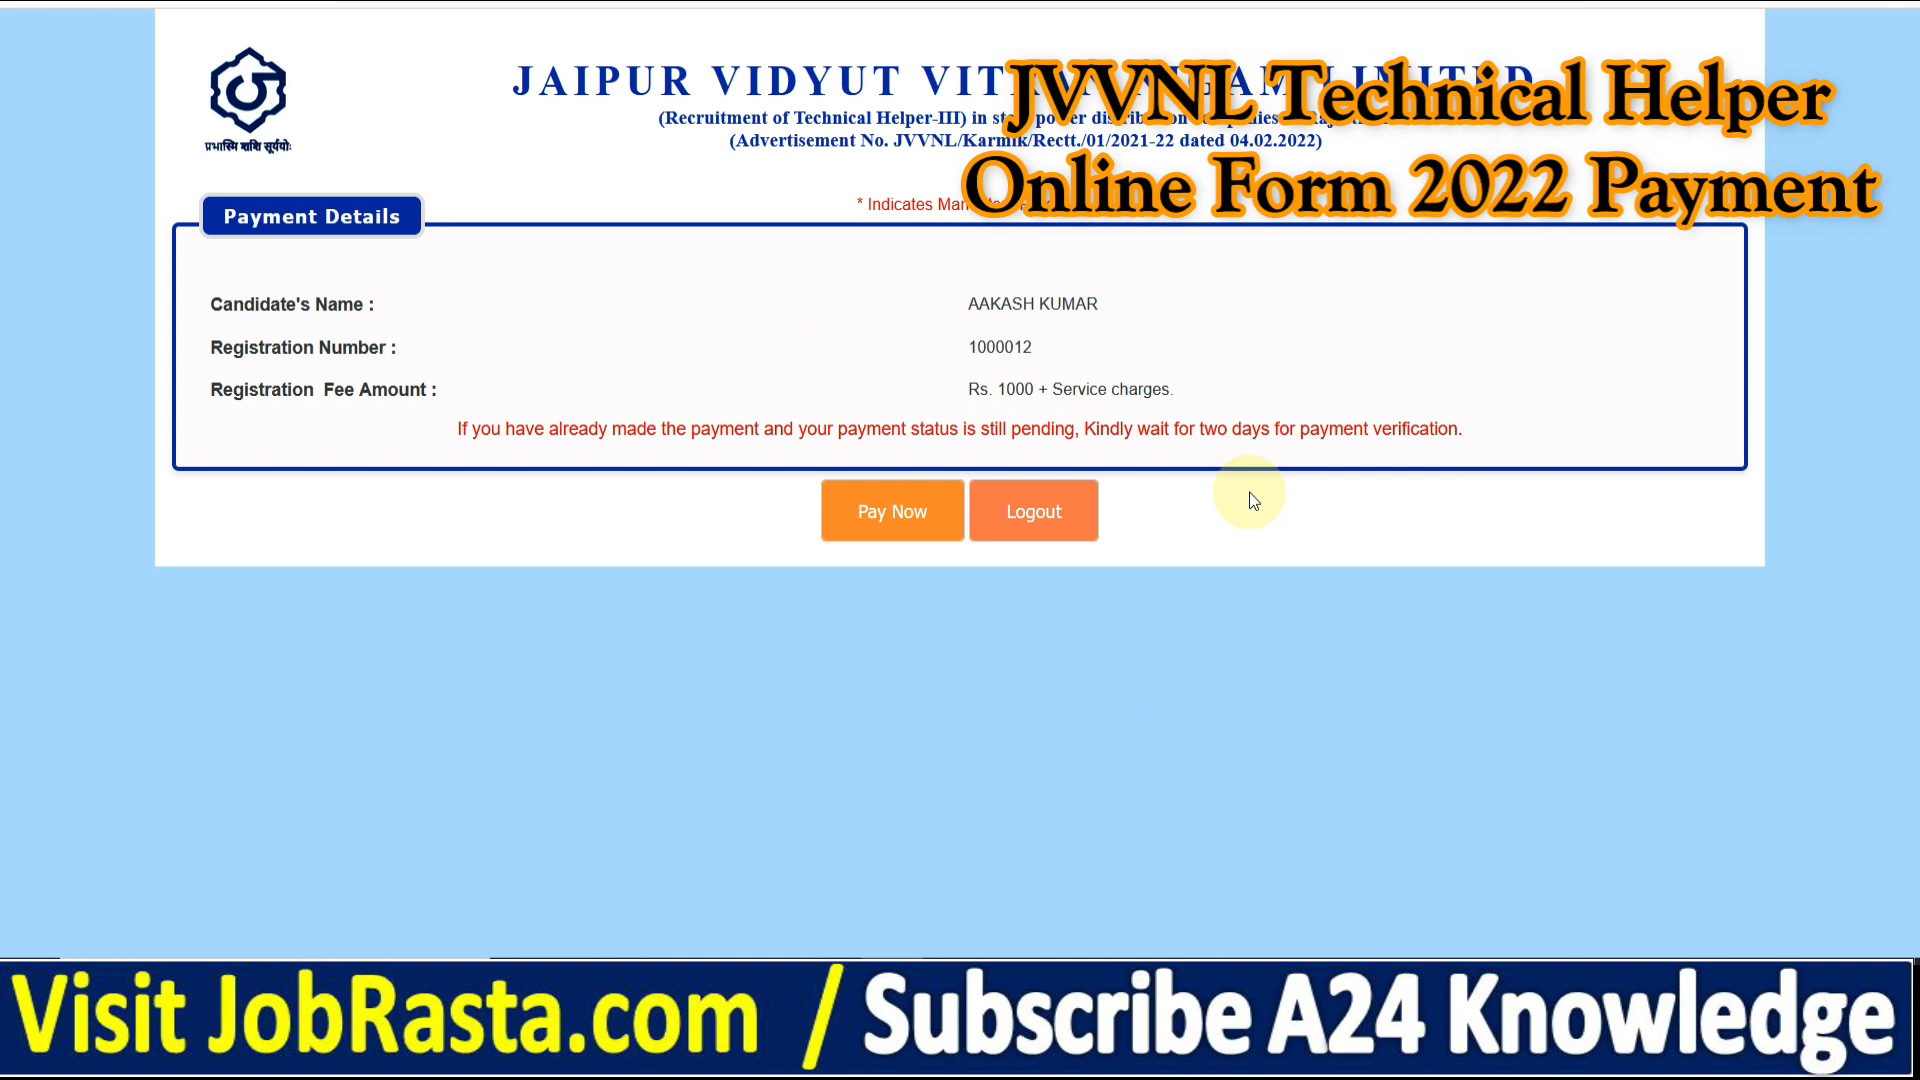 JAIPUR VIDYUT
JVVNL Technical Helper
(Recruitment of Technical Helper-III) in
(Advertisement No. JVVNL/Karmik/Rectt./01/2021-22 dated 04.02.2022)
प्रभास्मि शशि सूर्ययोः
* Indicates
Online Form 2022 Payment
Payment Details
Candidate's Name : AAKASH KUMAR
Registration Number : 1000012
Registration Fee Amount : Rs. 1000 + Service charges.
If you have already made the payment and your payment status is still pending, Kindly wait for two days for payment verification.
Pay Now Logout
Visit JobRasta.com / Subscribe A24 Knowledge